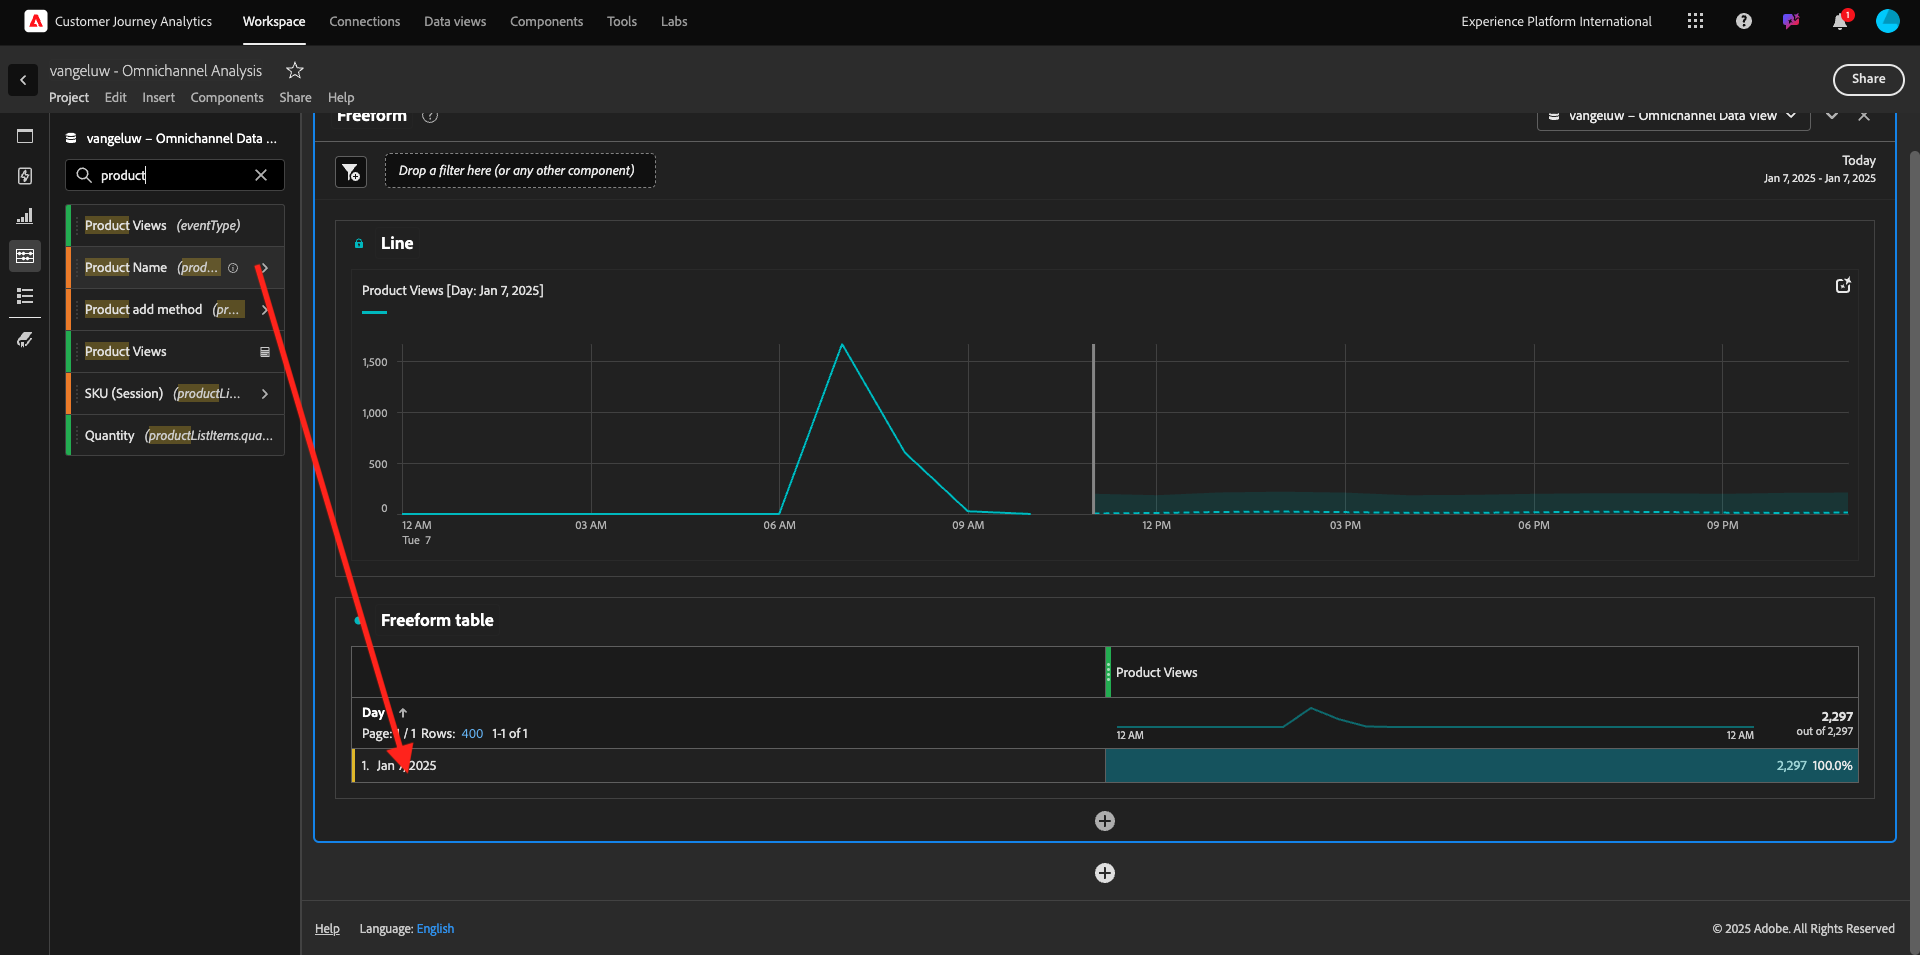 Customer Journey Analytics
Workspace
Connections
Data views
Components
Tools
Labs
Experience Platform International
1
vangeluw - Omnichannel Analysis
Project
Edit
Insert
Components
Share
Help
Share
vangeluw – Omnichannel Data ...
product
Product Views (eventType)
Product Name (prod...
Product add method (pr...
Product Views
SKU (Session) (productLi...
Quantity (productListItems.qua...
Freeform
vangeluw – Omnichannel Data View
Drop a filter here (or any other component)
Today
Jan 7, 2025 - Jan 7, 2025
Line
Product Views [Day: Jan 7, 2025]
1,500
1,000
500
0
12 AM
03 AM
06 AM
09 AM
12 PM
03 PM
06 PM
09 PM
Tue 7
Freeform table
Product Views
Day
Page: 1 / 1 Rows: 400 1-1 of 1
12 AM
12 AM
2,297
out of 2,297
1. Jan 7, 2025
2,297 100.0%
Help
Language: English
© 2025 Adobe. All Rights Reserved